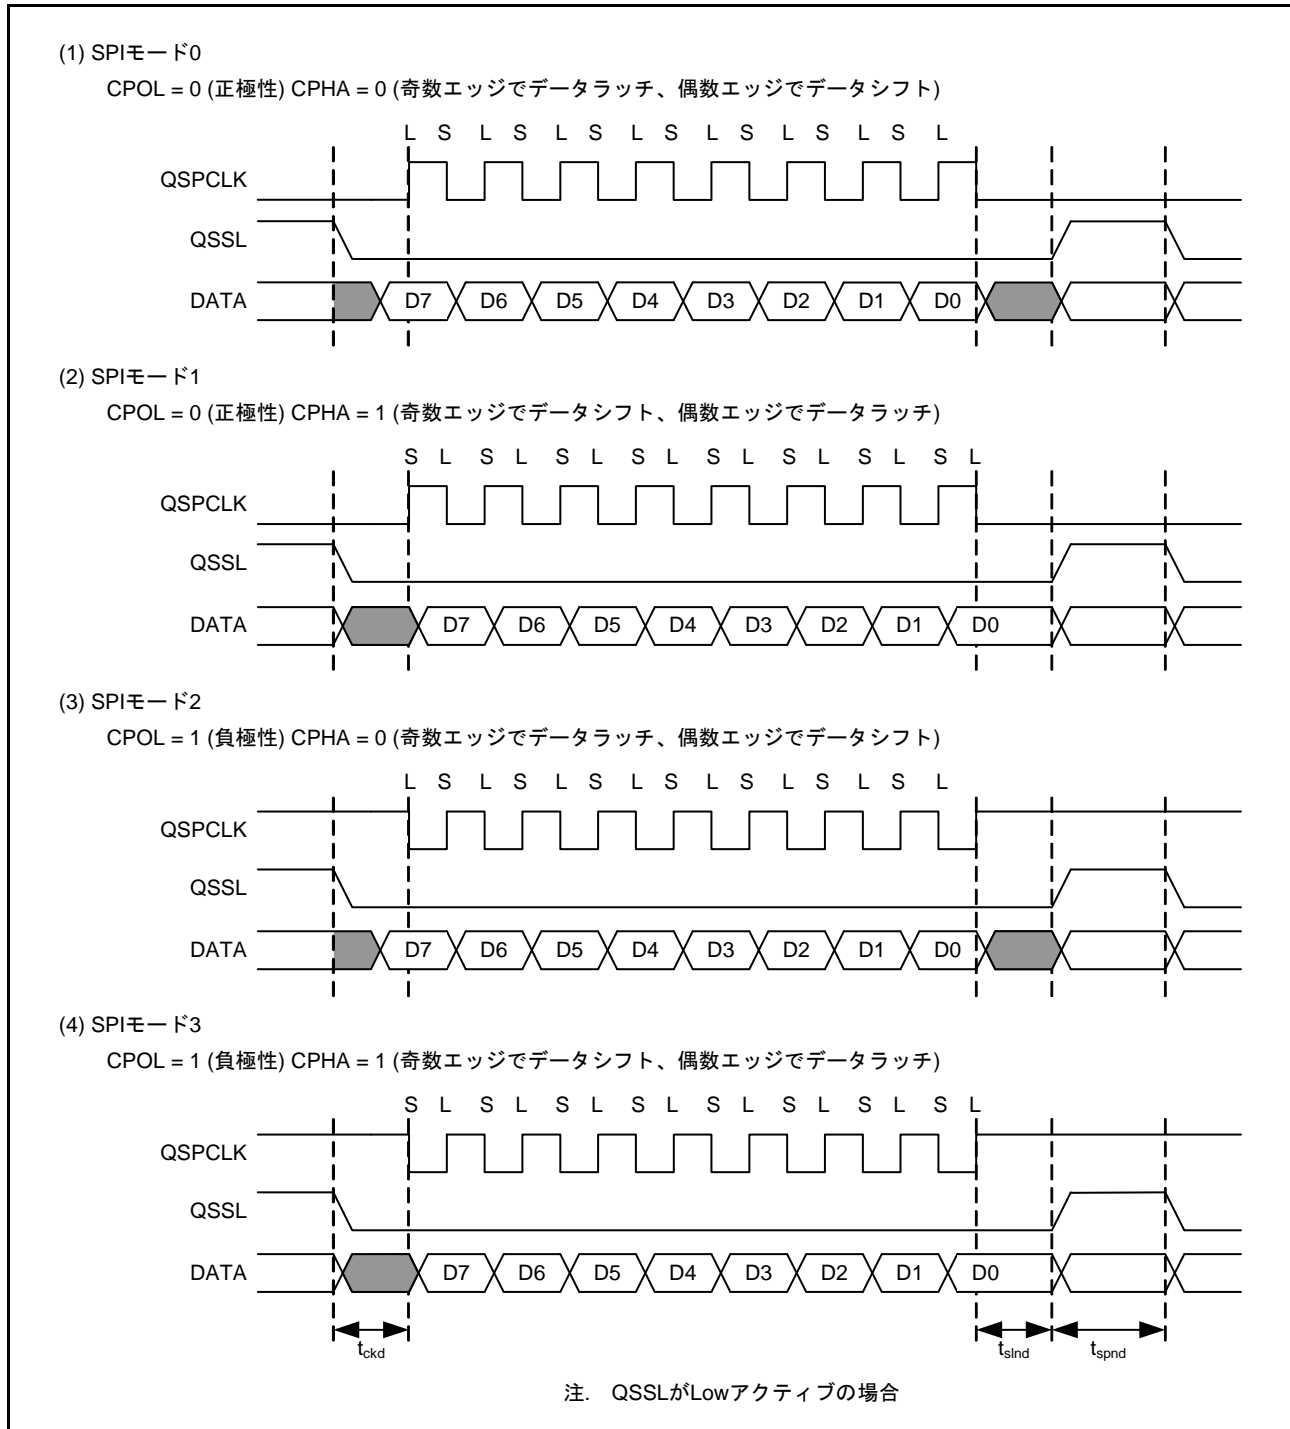 (1) SPIモード0
CPOL = 0 (正極性) CPHA = 0 (奇数エッジでデータラッチ、偶数エッジでデータシフト)
L S L S L S L S L S L S L S L
QSPCLK
QSSL
DATA D7 D6 D5 D4 D3 D2 D1 D0
(2) SPIモード1
CPOL = 0 (正極性) CPHA = 1 (奇数エッジでデータシフト、偶数エッジでデータラッチ)
S L S L S L S L S L S L S L S L
QSPCLK
QSSL
DATA D7 D6 D5 D4 D3 D2 D1 D0
(3) SPIモード2
CPOL = 1 (負極性) CPHA = 0 (奇数エッジでデータラッチ、偶数エッジでデータシフト)
L S L S L S L S L S L S L S L
QSPCLK
QSSL
DATA D7 D6 D5 D4 D3 D2 D1 D0
(4) SPIモード3
CPOL = 1 (負極性) CPHA = 1 (奇数エッジでデータシフト、偶数エッジでデータラッチ)
S L S L S L S L S L S L S L S L
QSPCLK
QSSL
DATA D7 D6 D5 D4 D3 D2 D1 D0
tckd tslnd tspnd
注. QSSLがLowアクティブの場合